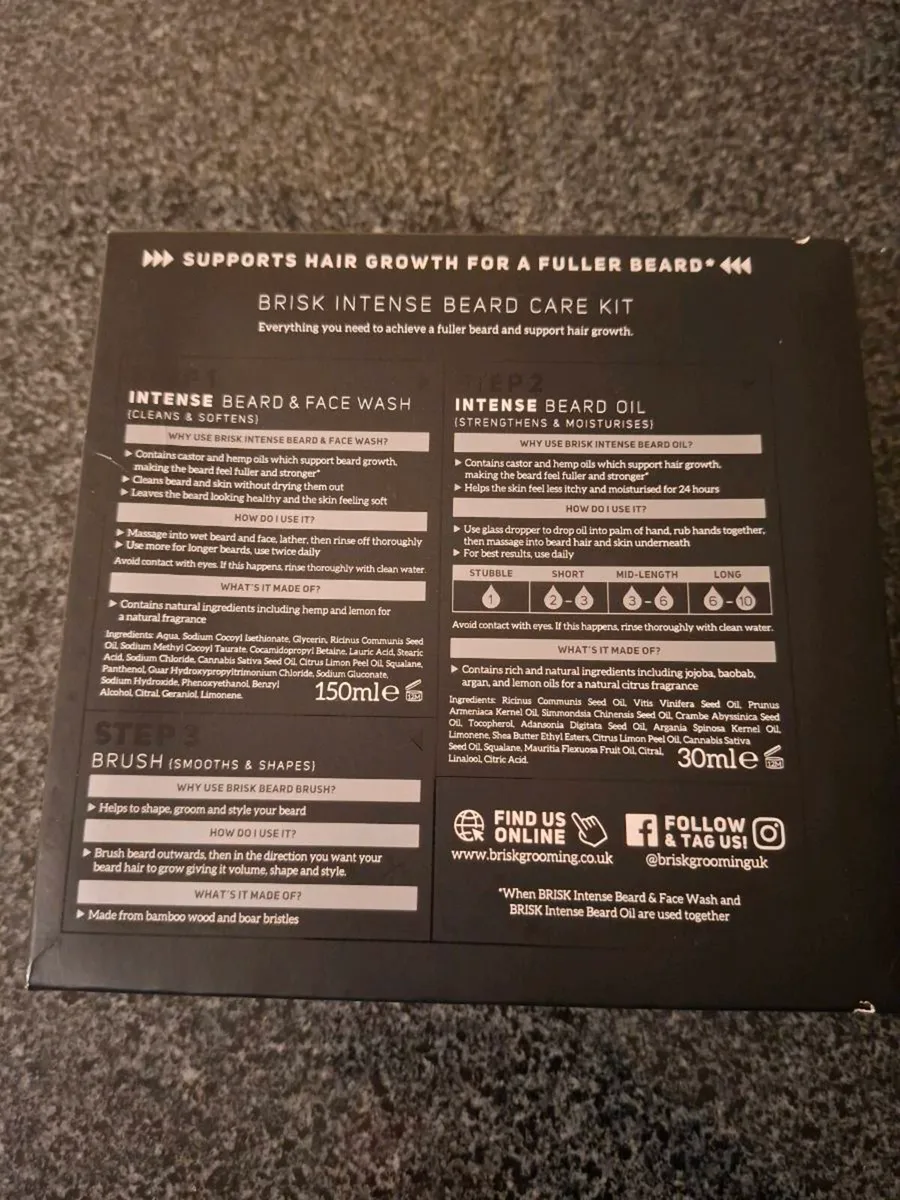 SUPPORTS HAIR GROWTH FOR A FULLER BEARD*
BRISK INTENSE BEARD CARE KIT
Everything you need to achieve a fuller beard and support hair growth.
STEP 1
INTENSE BEARD & FACE WASH
(CLEANS & SOFTENS)
WHY USE BRISK INTENSE BEARD & FACE WASH?
Contains castor and hemp oils which support beard growth,
making the beard feel fuller and stronger*
Cleans beard and skin without drying them out
Leaves the beard looking healthy and the skin feeling soft
HOW DO I USE IT?
Massage into wet beard and face, lather, then rinse off thoroughly
Use more for longer beards, use twice daily
Avoid contact with eyes. If this happens, rinse thoroughly with clean water.
WHAT'S IT MADE OF?
Contains natural ingredients including hemp and lemon for
a natural fragrance
Ingredients: Aqua, Sodium Cocoyl Isethionate, Glycerin, Ricinus Communis Seed
Oil, Sodium Methyl Cocoyl Taurate, Cocamidopropyl Betaine, Lauric Acid, Stearic
Acid, Sodium Chloride, Cannabis Sativa Seed Oil, Citrus Limon Peel Oil, Squalane,
Panthenol, Guar Hydroxypropyltrimonium Chloride, Sodium Gluconate,
Sodium Hydroxide, Phenoxyethanol, Benzyl
Alcohol, Citral, Geraniol, Limonene.
150ml e 12M
STEP 2
INTENSE BEARD OIL
(STRENGTHENS & MOISTURISES)
WHY USE BRISK INTENSE BEARD OIL?
Contains castor and hemp oils which support hair growth,
making the beard feel fuller and stronger*
Helps the skin feel less itchy and moisturised for 24 hours
HOW DO I USE IT?
Use glass dropper to drop oil into palm of hand, rub hands together,
then massage into beard hair and skin underneath
For best results, use daily
STUBBLE SHORT MID-LENGTH LONG
1 2-3 3-6 6-10
Avoid contact with eyes. If this happens, rinse thoroughly with clean water.
WHAT'S IT MADE OF?
Contains rich and natural ingredients including jojoba, baobab,
argan, and lemon oils for a natural citrus fragrance
Ingredients: Ricinus Communis Seed Oil, Vitis Vinifera Seed Oil, Prunus
Armeniaca Kernel Oil, Simmondsia Chinensis Seed Oil, Crambe Abyssinica Seed
Oil, Tocopherol, Adansonia Digitata Seed Oil, Argania Spinosa Kernel Oil,
Limonene, Shea Butter Ethyl Esters, Citrus Limon Peel Oil, Cannabis Sativa
Seed Oil, Squalane, Mauritia Flexuosa Fruit Oil, Citral,
Linalool, Citric Acid.
30ml e 12M
STEP 3
BRUSH (SMOOTHS & SHAPES)
WHY USE BRISK BEARD BRUSH?
Helps to shape, groom and style your beard
HOW DO I USE IT?
Brush beard outwards, then in the direction you want your
beard hair to grow giving it volume, shape and style.
WHAT'S IT MADE OF?
Made from bamboo wood and boar bristles
FIND US
ONLINE
www.briskgrooming.co.uk
FOLLOW
& TAG US!
@briskgroominguk
*When BRISK Intense Beard & Face Wash and
BRISK Intense Beard Oil are used together